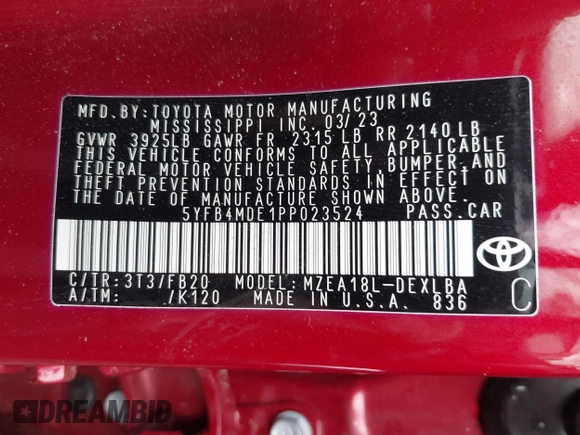 MFD. BY: TOYOTA MOTOR MANUFACTURING
MISSISSIPPI INC. 03/23
GVWR 3925LB GAWR FR 2315 LB RR 2140 LB
THIS VEHICLE CONFORMS TO ALL APPLICABLE
FEDERAL MOTOR VEHICLE SAFETY, BUMPER, AND
THEFT PREVENTION STANDARDS IN EFFECT ON
THE DATE OF MANUFACTURE SHOWN ABOVE.
5YFB4MDE1PP023524 PASS. CAR
C/TR: 3T3/FB20 MODEL: MZEA18L-DEXLBA
A/TM: /K120 MADE IN U.S.A. 836
C
DREAMBID